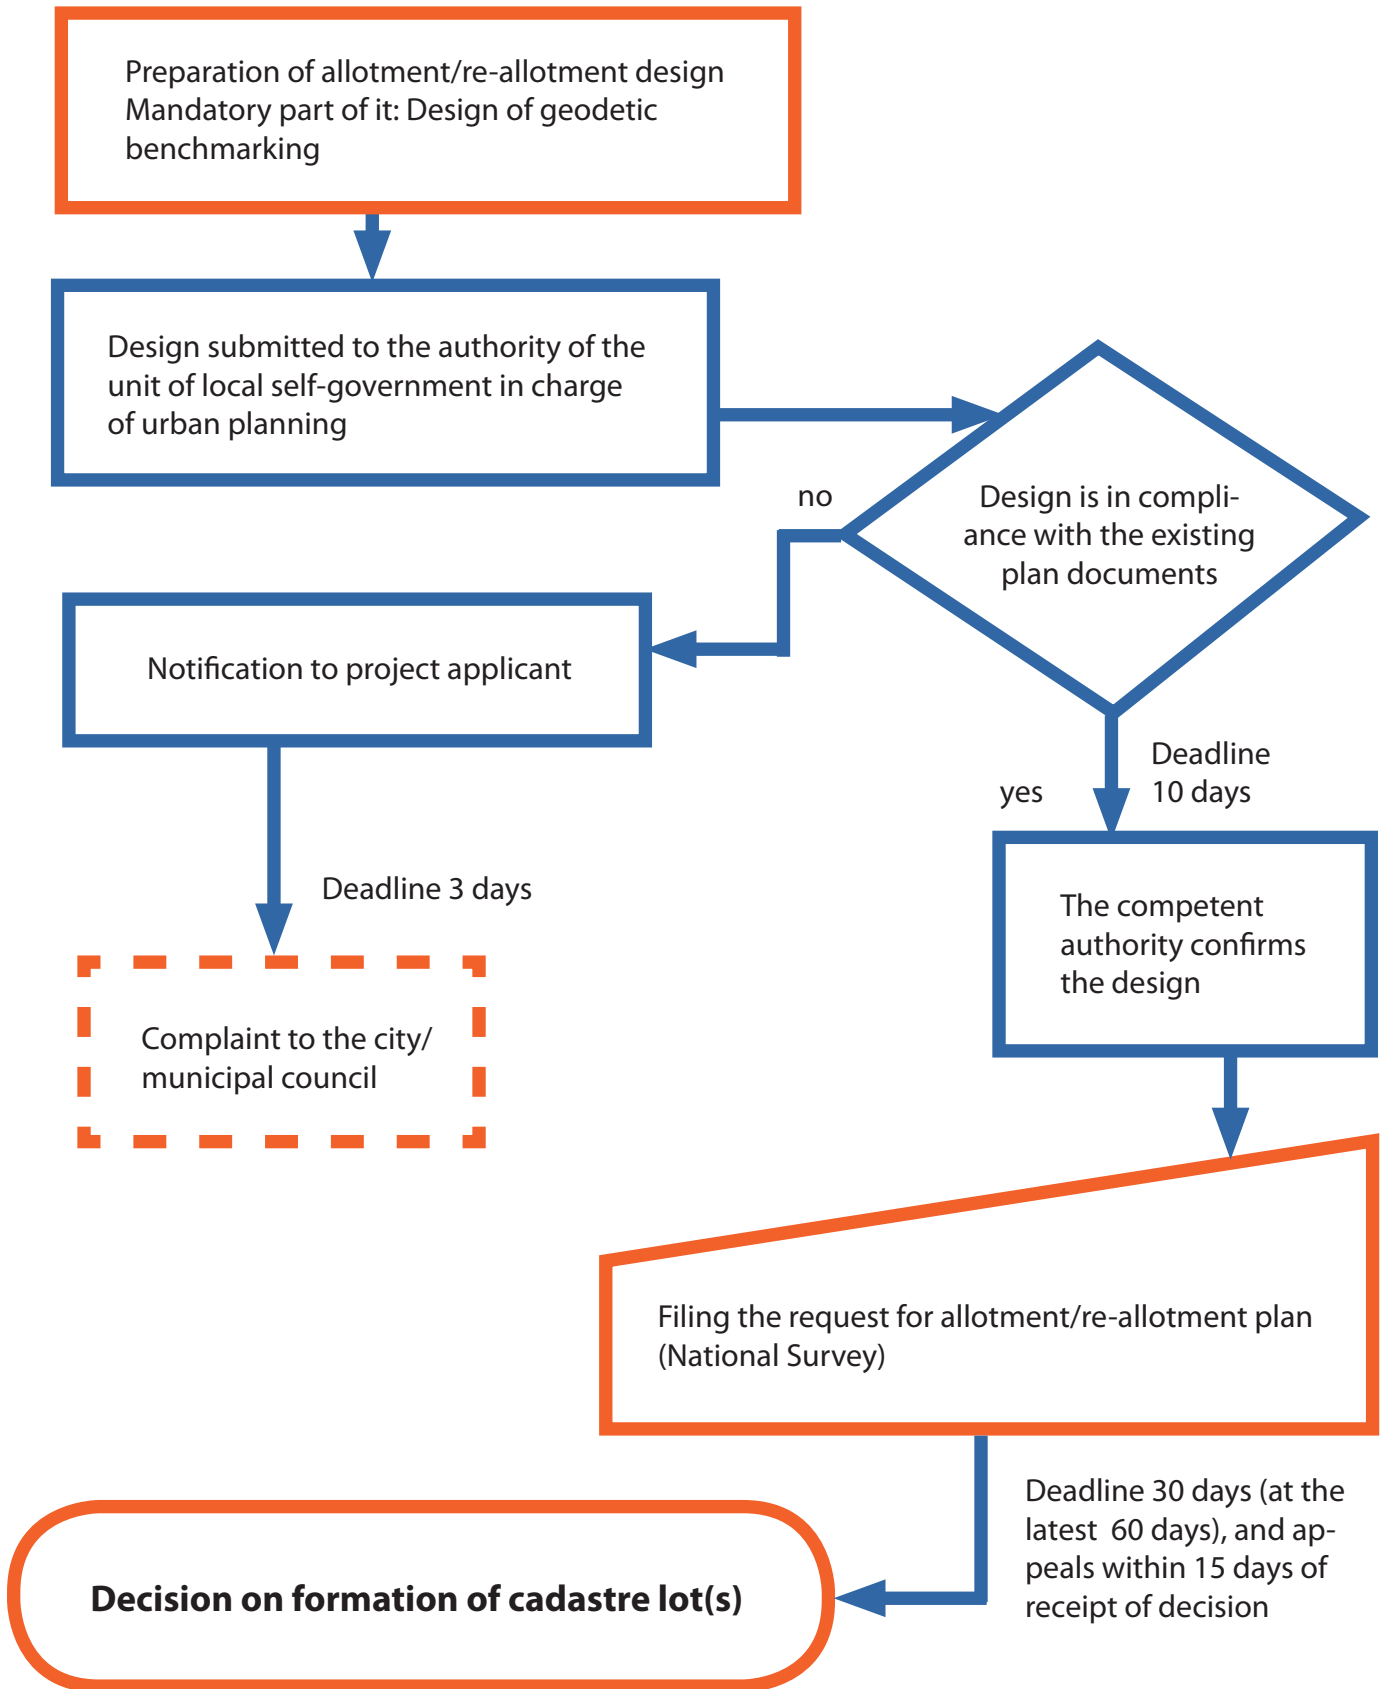 Preparation of allotment/re-allotment design
Mandatory part of it: Design of geodetic
benchmarking
Design submitted to the authority of the
unit of local self-government in charge
of urban planning
Design is in compli-
ance with the existing
plan documents
no
Notification to project applicant
yes
Deadline
10 days
Deadline 3 days
The competent
authority confirms
the design
Complaint to the city/
municipal council
Filing the request for allotment/re-allotment plan
(National Survey)
Deadline 30 days (at the
latest  60 days), and ap-
peals within 15 days of
receipt of decision
Decision on formation of cadastre lot(s)